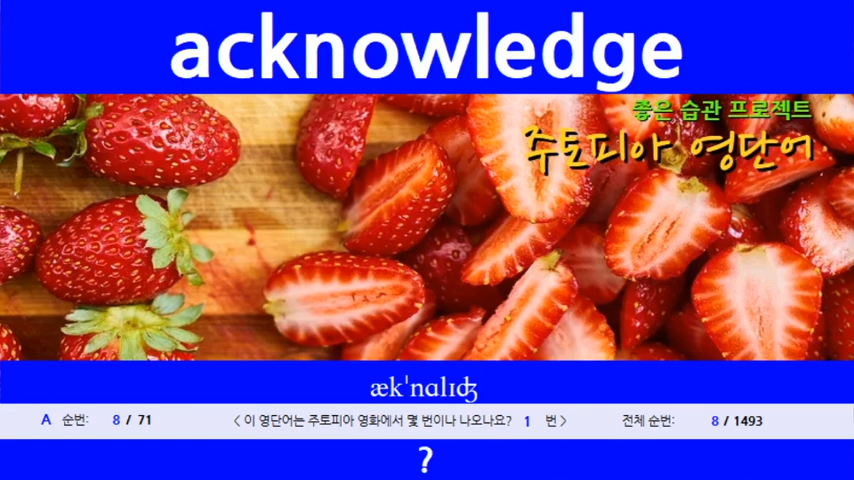 acknowledge
좋은 습관 프로젝트
주토피아 영단어
æk'nɑlɪʤ
A 순번: 8 / 71 < 이 영단어는 주토피아 영화에서 몇 번이나 나오나요? 1 번 > 전체 순번: 8 / 1493
?